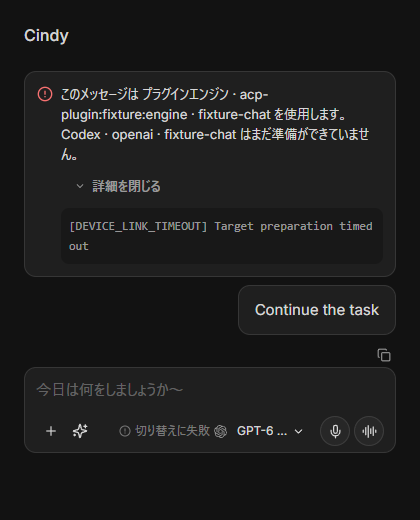 Cindy
このメッセージは プラグインエンジン · acp-
plugin:fixture:engine · fixture-chat を使用します。
Codex · openai · fixture-chat はまだ準備ができていませ
ん。
詳細を閉じる
[DEVICE_LINK_TIMEOUT] Target preparation timed
out
Continue the task
今日は何をしましょうか〜
切り替えに失敗 GPT-6 ...